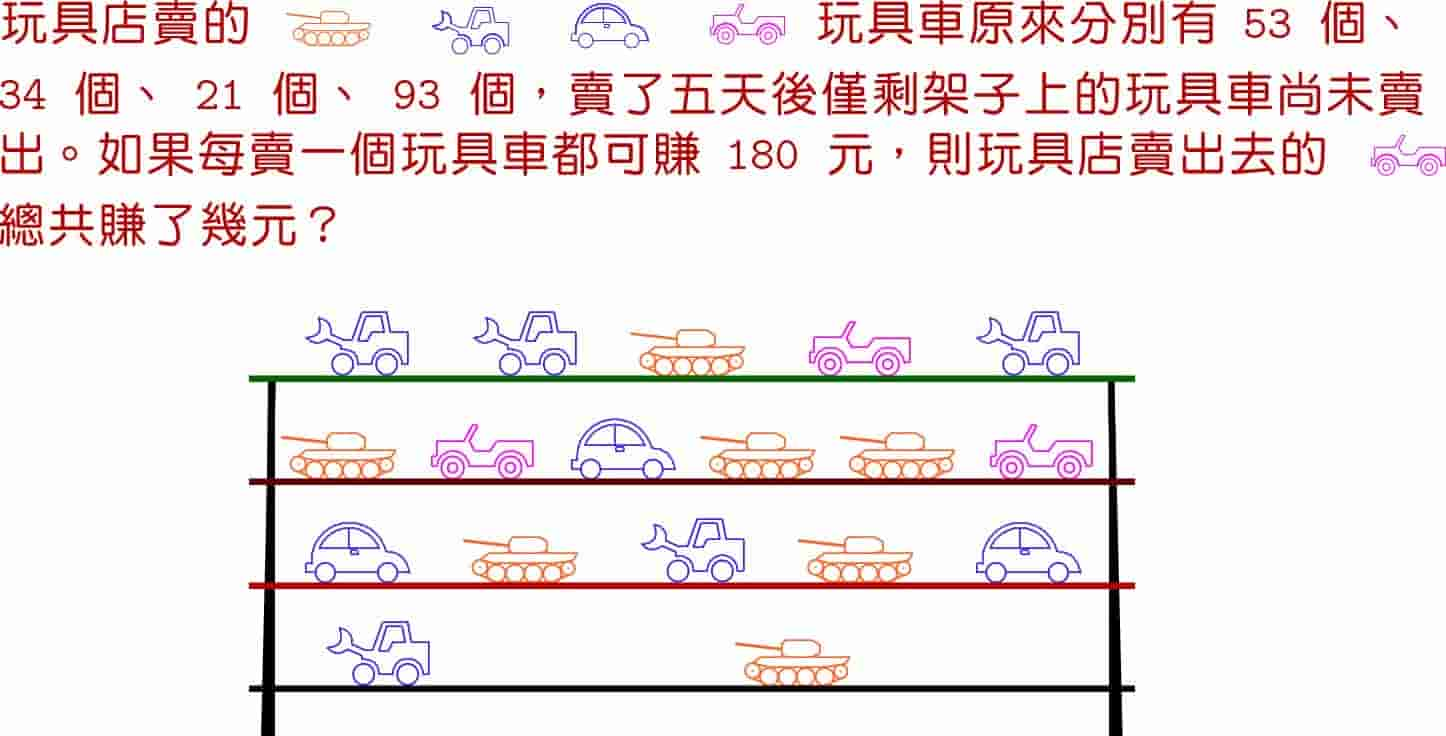 玩具店賣的 玩具車原來分別有 53 個、
34 個、 21 個、 93 個，賣了五天後僅剩架子上的玩具車尚未賣
出。如果每賣一個玩具車都可賺 180 元，則玩具店賣出去的
總共賺了幾元？